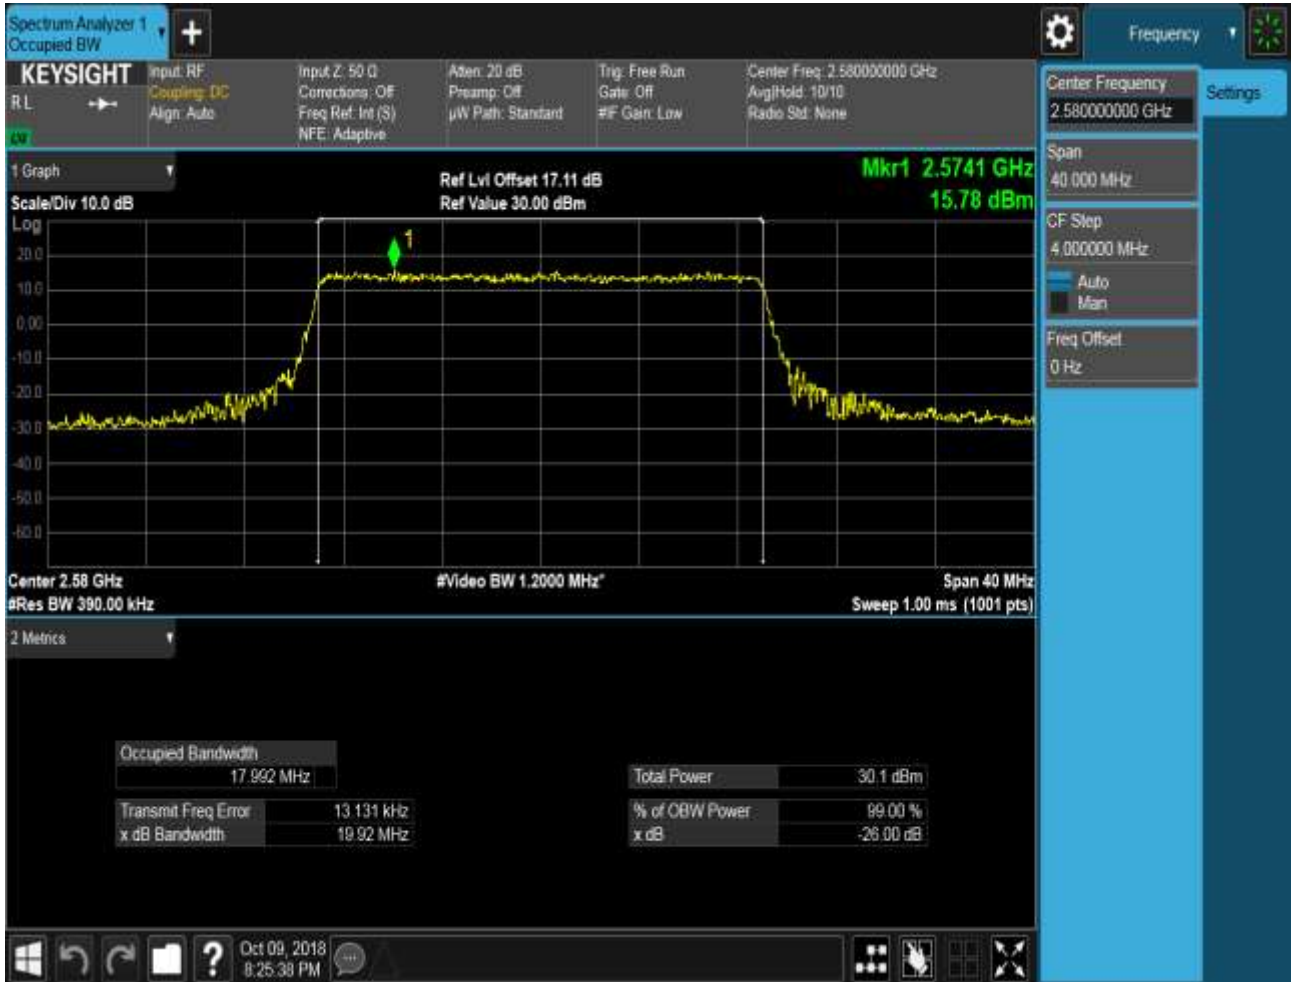 Spectrum Analyzer 1
Occupied BW
Frequency
KEYSIGHT
R L
Input: RF
Coupling: DC
Align: Auto
Input Z: 50 Ω
Corrections: Off
Freq Ref: Int (S)
NFE: Adaptive
Atten: 20 dB
Preamp: Off
µW Path: Standard
Trig: Free Run
Gate: Off
#IF Gain: Low
Center Freq: 2.580000000 GHz
Avg|Hold: 10/10
Radio Std: None
Center Frequency
2.580000000 GHz
Settings
Span
40.000 MHz
CF Step
4.000000 MHz
Auto
Man
Freq Offset
0 Hz
1 Graph
Scale/Div 10.0 dB
Ref Lvl Offset 17.11 dB
Ref Value 30.00 dBm
Mkr1 2.5741 GHz
15.78 dBm
Log
1
20.0
10.0
0.00
-10.0
-20.0
-30.0
-40.0
-50.0
-60.0
Center 2.58 GHz
#Video BW 1.2000 MHz*
Span 40 MHz
#Res BW 390.00 kHz
Sweep 1.00 ms (1001 pts)
2 Metrics
Occupied Bandwidth
17.992 MHz
Total Power 30.1 dBm
Transmit Freq Error 13.131 kHz
% of OBW Power 99.00 %
x dB Bandwidth 19.92 MHz
x dB -26.00 dB
?
Oct 09, 2018
8:25:38 PM